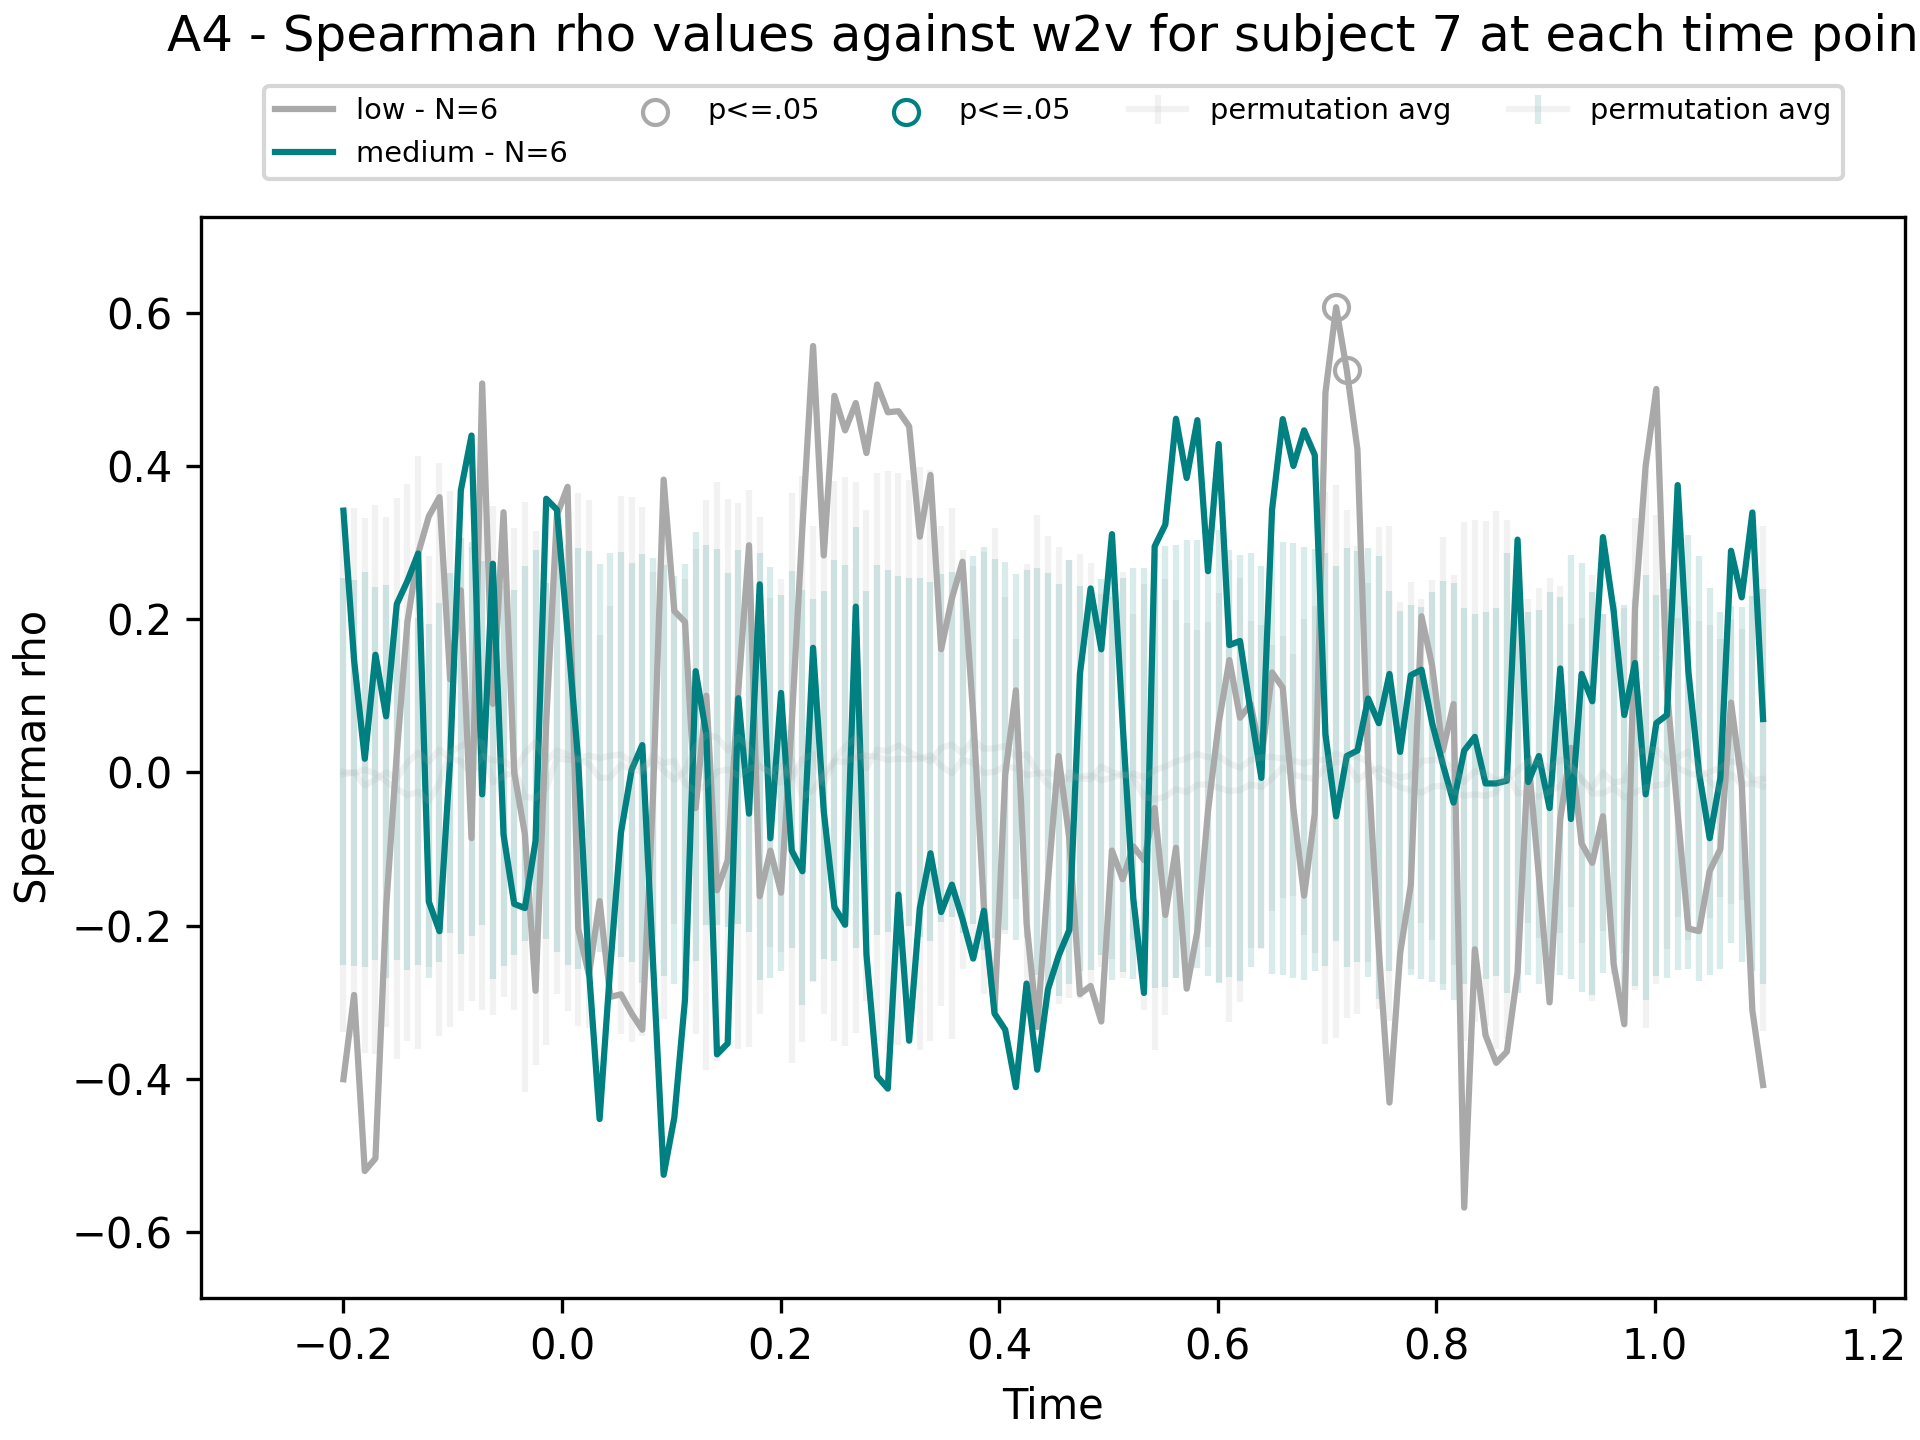 A4 - Spearman rho values against w2v for subject 7 at each time poin
low - N=6
medium - N=6
p<=.05
p<=.05
permutation avg
permutation avg
Spearman rho
0.6
0.4
0.2
0.0
−0.2
−0.4
−0.6
−0.2 0.0 0.2 0.4 0.6 0.8 1.0 1.2
Time